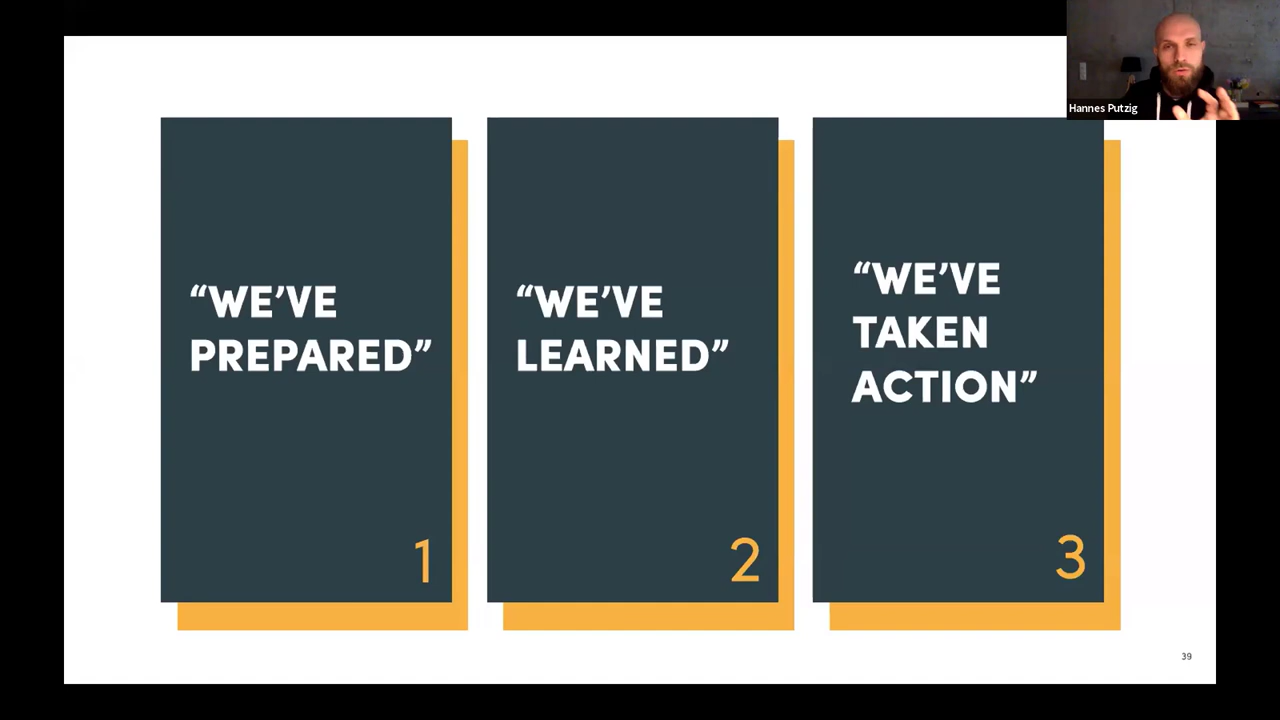 Hannes Putzig
“WE’VE
PREPARED”
1
“WE’VE
LEARNED”
2
“WE’VE
TAKEN
ACTION”
3
39